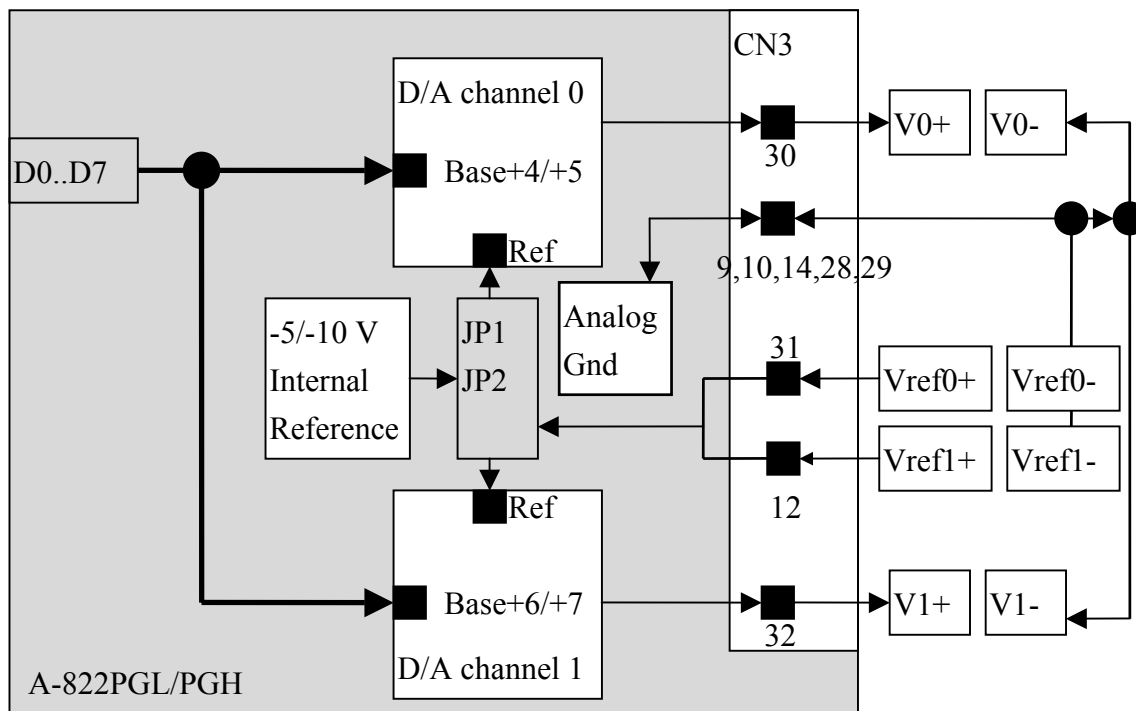 CN3
D/A channel 0
V0+
V0-
D0..D7
Base+4/+5
30
Ref
9,10,14,28,29
-5/-10 V
Internal
Reference
JP1
JP2
Analog
Gnd
31
Vref0+
Vref0-
Vref1+
Vref1-
12
Ref
Base+6/+7
V1+
V1-
32
D/A channel 1
A-822PGL/PGH